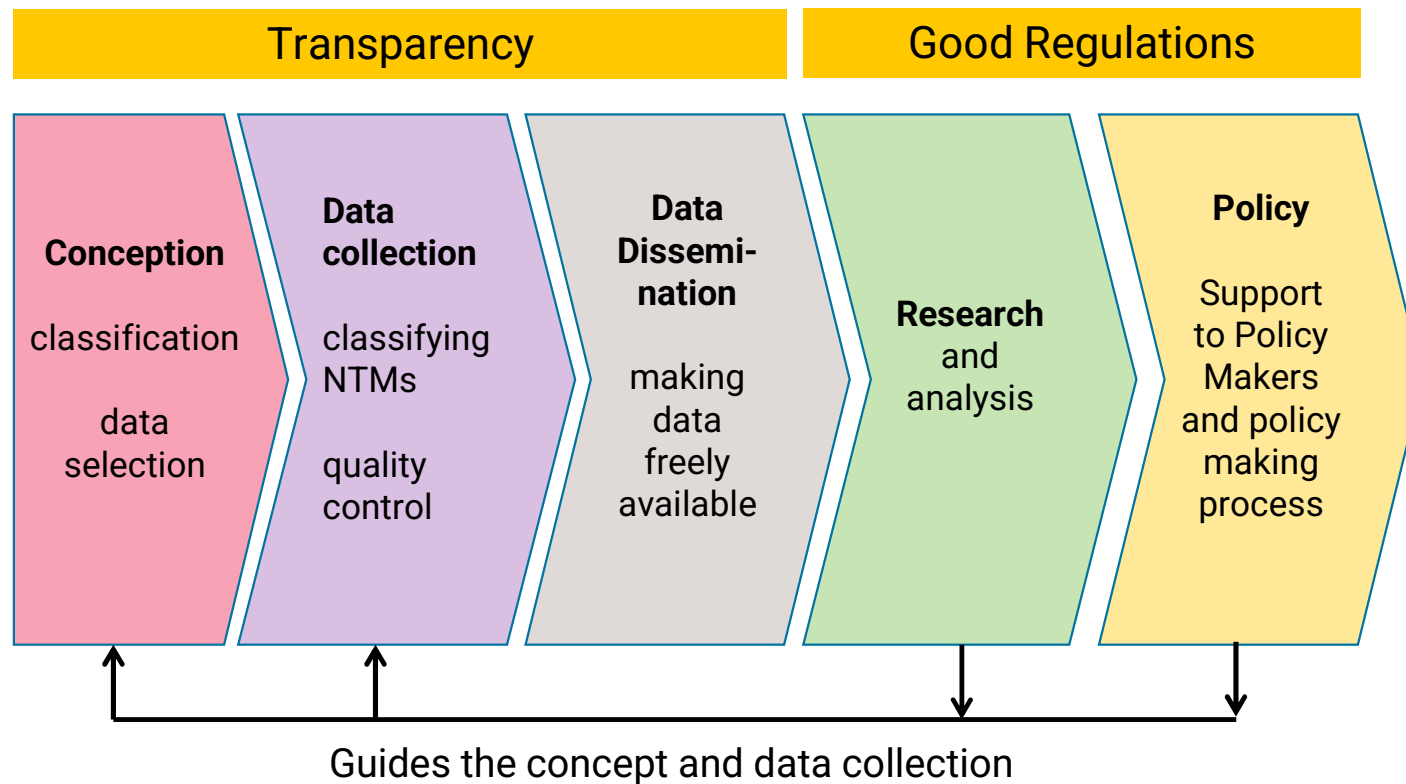 Transparency
Good Regulations
Conception
classification
data
selection
Data
collection
classifying
NTMs
quality
control
Data
Dissemi-
nation
making
data
freely
available
Research
and
analysis
Policy
Support
to Policy
Makers
and policy
making
process
Guides the concept and data collection